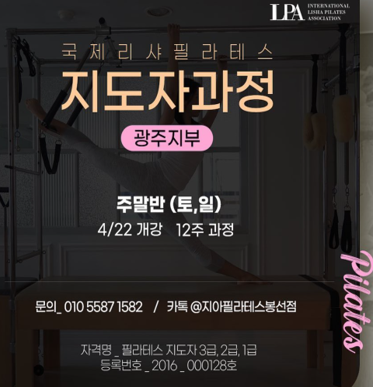 LPA INTERNATIONAL
LISHA PILATES
ASSOCIATION
국제리샤필라테스
지도자과정
광주지부
주말반 (토,일)
4/22 개강 12주 과정
문의_ 010 5587 1582 / 카톡 @지아필라테스봉선점
자격명 _ 필라테스 지도자 3급, 2급, 1급
등록번호 _ 2016 _ 000128호
Pilates